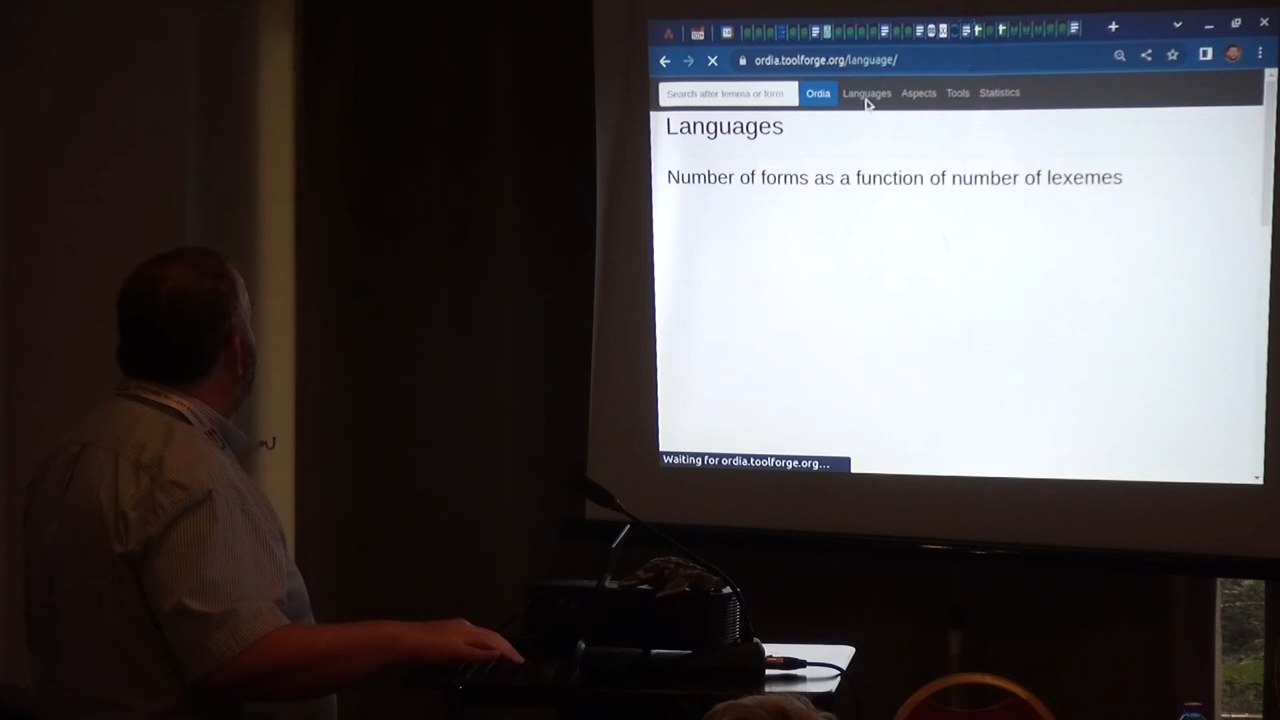 ordia.toolforge.org/language/
Search after lemma or form
Ordia
Languages
Aspects
Tools
Statistics
Languages
Number of forms as a function of number of lexemes
Waiting for ordia.toolforge.org...